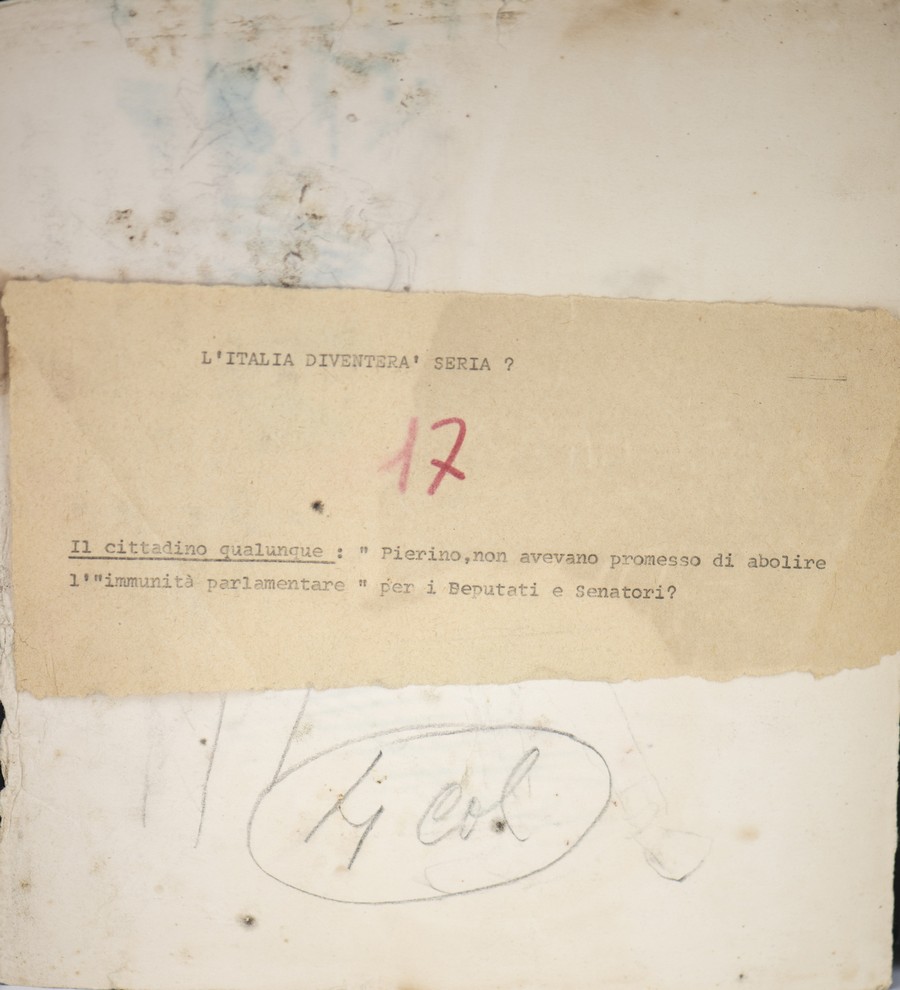 L'ITALIA DIVENTERA' SERIA ?
17
Il cittadino qualunque : " Pierino,non avevano promesso di abolire
l'"immunità parlamentare " per i Deputati e Senatori?
4 col